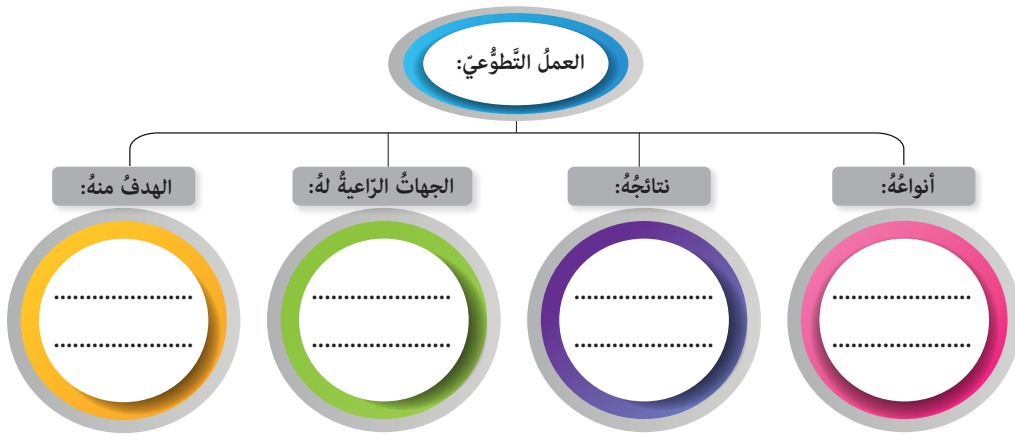 العملُ التَّطوُّعيّ:
أنواعُهُ:
نتائجُهُ:
الجهاتُ الرّاعيةُ لهُ:
الهدفُ منهُ: